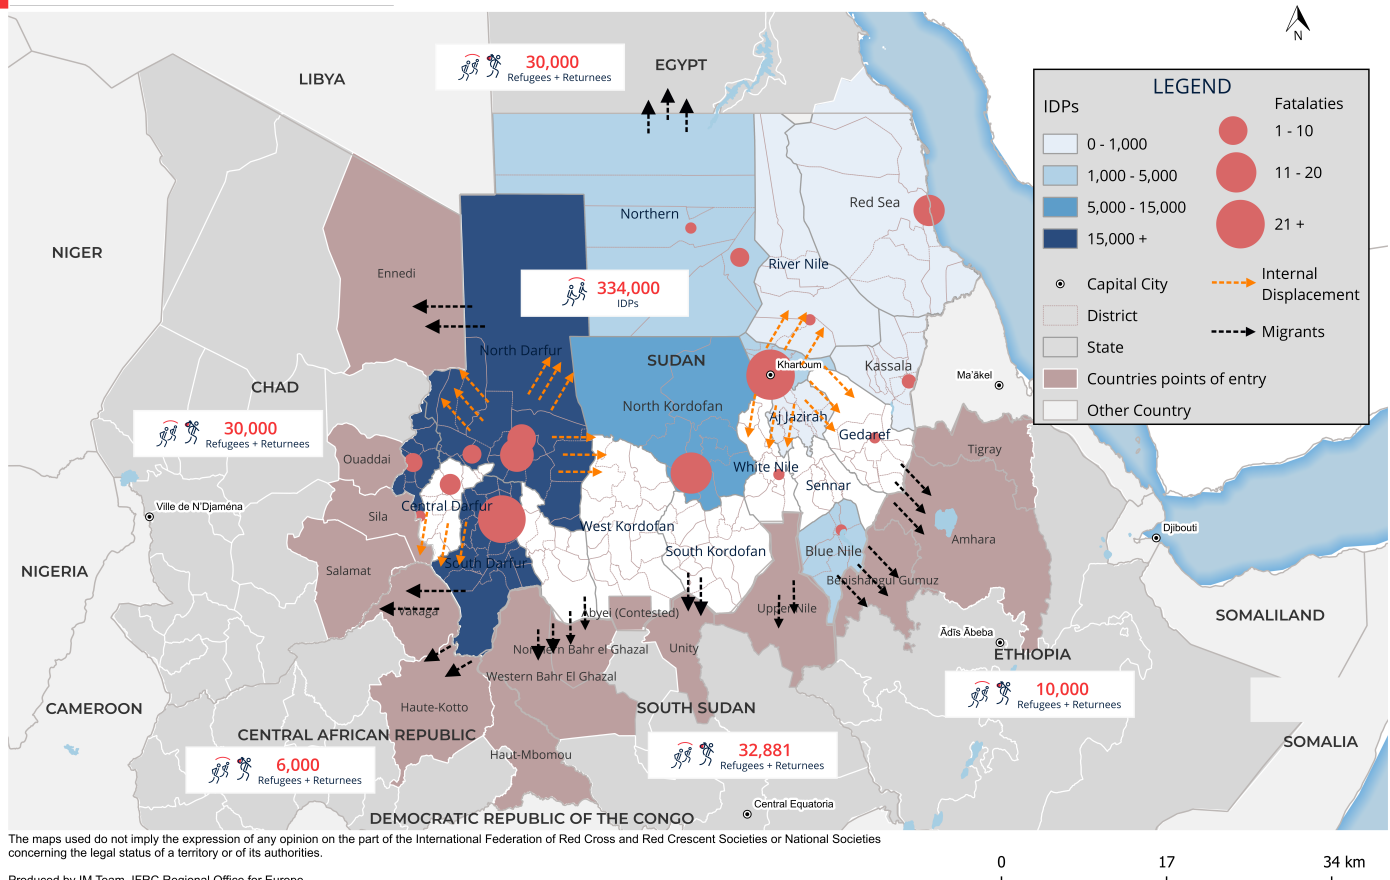 30,000
Refugees + Returnees
EGYPT
LIBYA
N
LEGEND
IDPs
Fatalaties
0 - 1,000
1,000 - 5,000
5,000 - 15,000
15,000 +
1 - 10
11 - 20
21 +
Capital City
District
State
Countries points of entry
Other Country
Internal
Displacement
Migrants
Red Sea
Northern
NIGER
River Nile
Ennedi
334,000
IDPs
North Darfur
SUDAN
Khartoum
Kassala
Ma'ākel
CHAD
North Kordofan
Aj Jazirah
30,000
Refugees + Returnees
Gedaref
Tigray
Ouaddai
White Nile
Sennar
Ville de N'Djaména
Central Darfur
Sila
West Kordofan
Djibouti
Amhara
South Kordofan
Blue Nile
NIGERIA
Salamat
South Darfur
Benishangul Gumuz
Vakaga
Abyei (Contested)
Upper Nile
SOMALILAND
Ādīs Ābeba
Northern Bahr el Ghazal
Unity
ETHIOPIA
Western Bahr El Ghazal
10,000
Refugees + Returnees
CAMEROON
Haute-Kotto
SOUTH SUDAN
CENTRAL AFRICAN REPUBLIC
SOMALIA
Haut-Mbomou
32,881
Refugees + Returnees
6,000
Refugees + Returnees
Central Equatoria
DEMOCRATIC REPUBLIC OF THE CONGO
The maps used do not imply the expression of any opinion on the part of the International Federation of Red Cross and Red Crescent Societies or National Societies
concerning the legal status of a territory or of its authorities.
0 17 34 km
Produced by IM Team, IFRC Regional Office for Europe